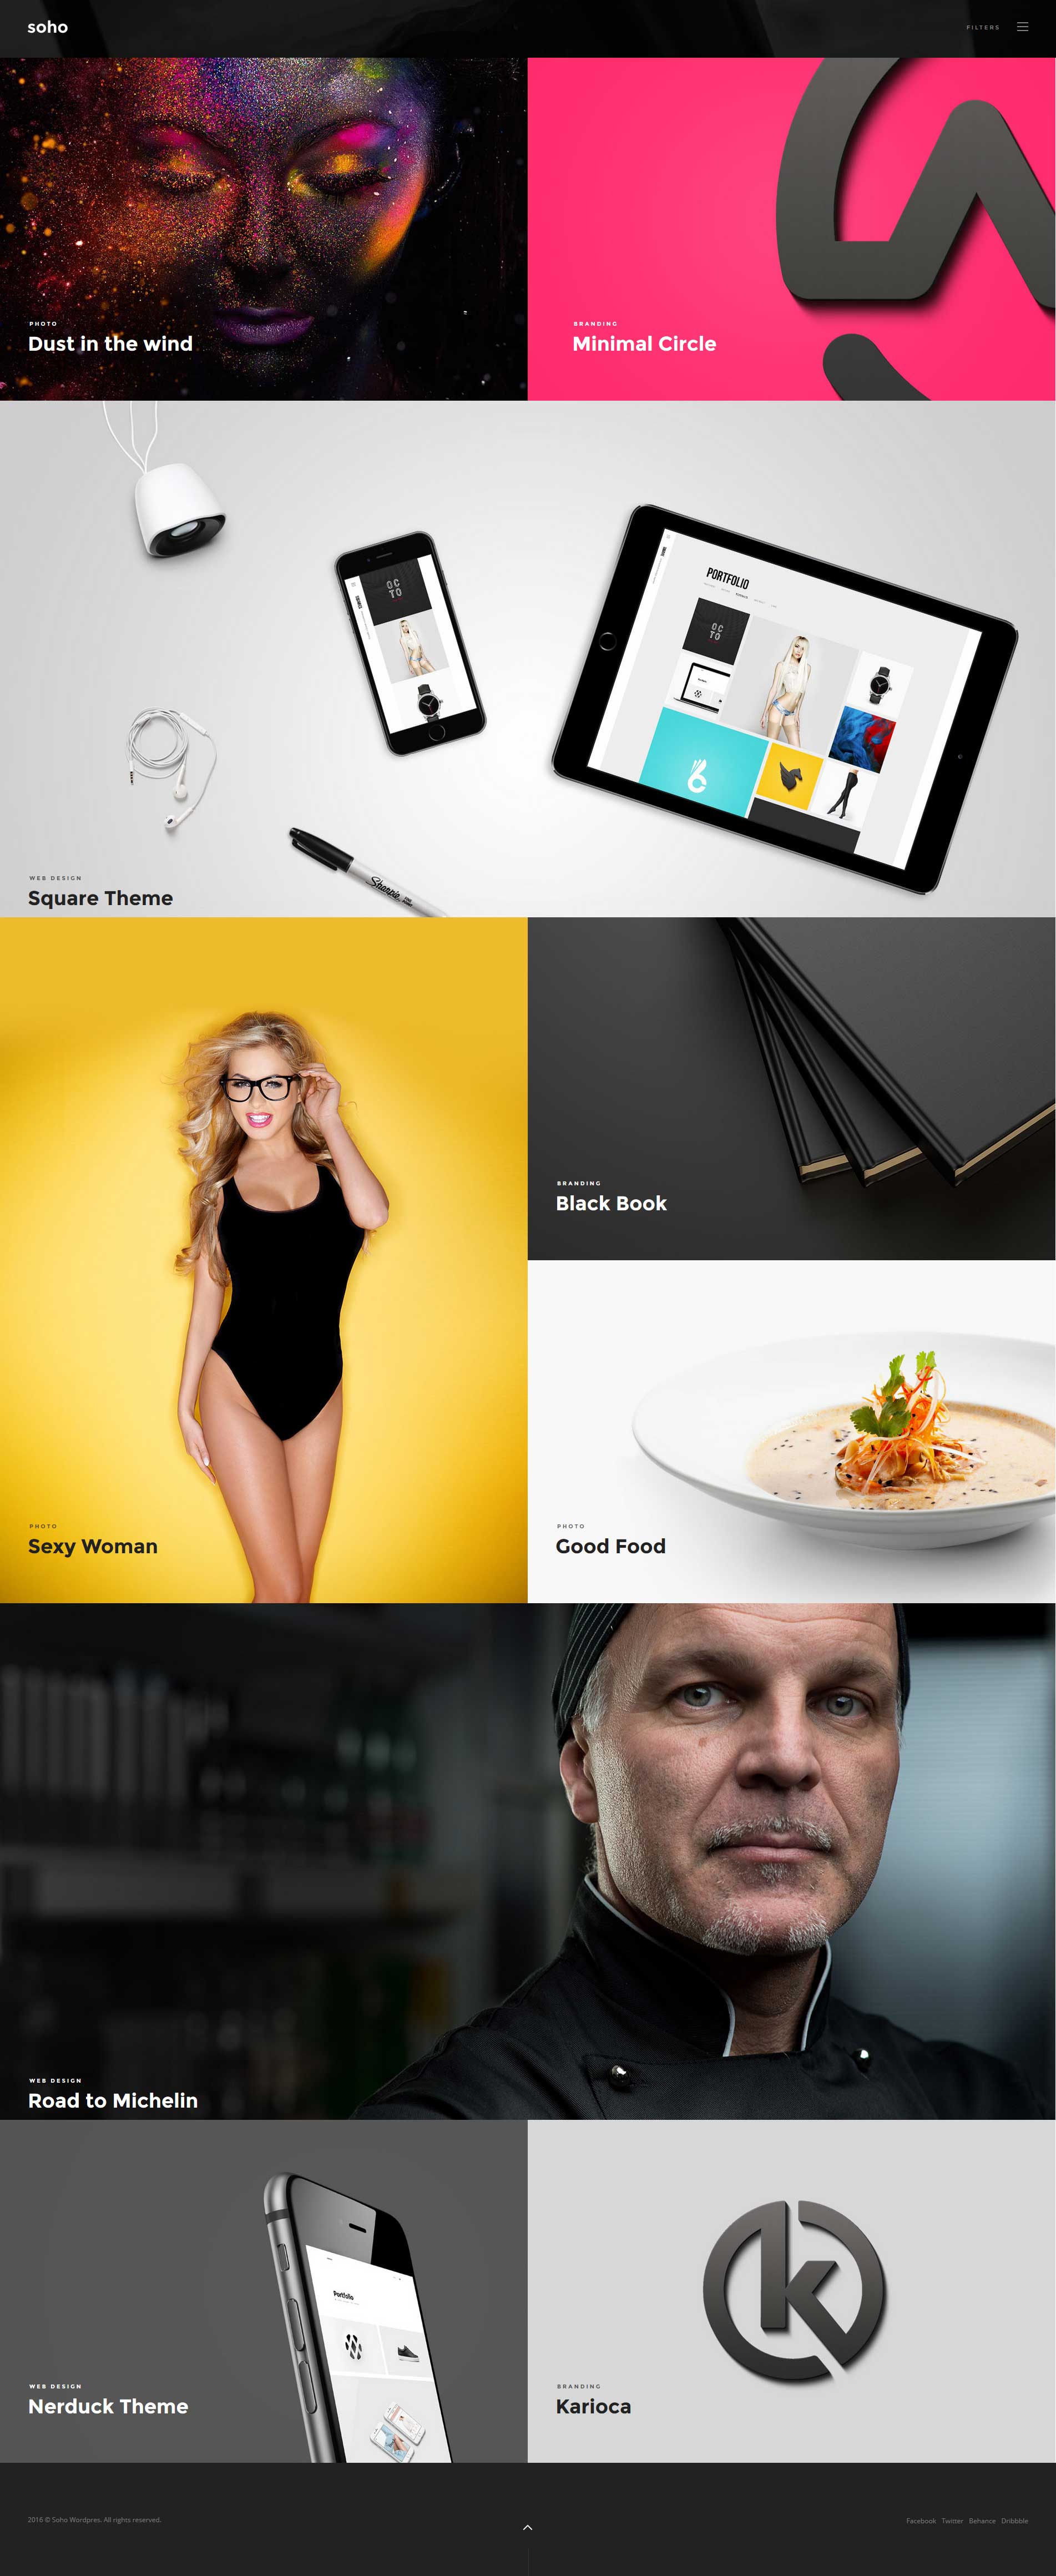 soho
FILTERS
PHOTO
Dust in the wind
BRANDING
Minimal Circle
OC
TO
PORTFOLIO
OC
TO
Sharpie
WEB DESIGN
Square Theme
BRANDING
Black Book
PHOTO
Sexy Woman
PHOTO
Good Food
WEB DESIGN
Road to Michelin
Portfolio
k
WEB DESIGN
Nerduck Theme
BRANDING
Karioca
2016 © Soho Wordpres. All rights reserved.
Facebook Twitter Behance Dribbble